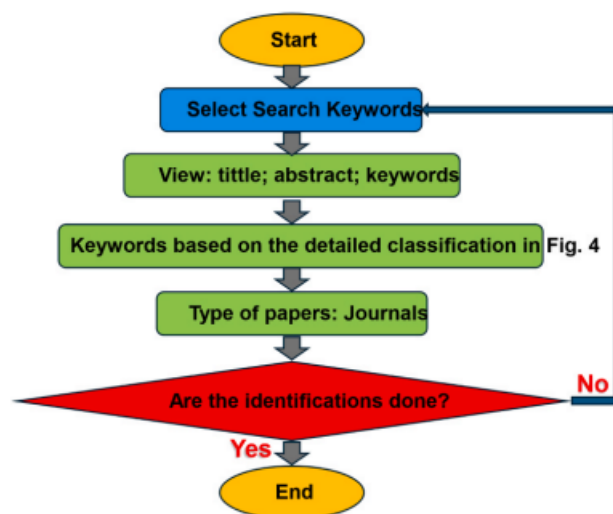 Start
Select Search Keywords
View: tittle; abstract; keywords
Keywords based on the detailed classification in Fig. 4
Type of papers: Journals
Are the identifications done?
No
Yes
End